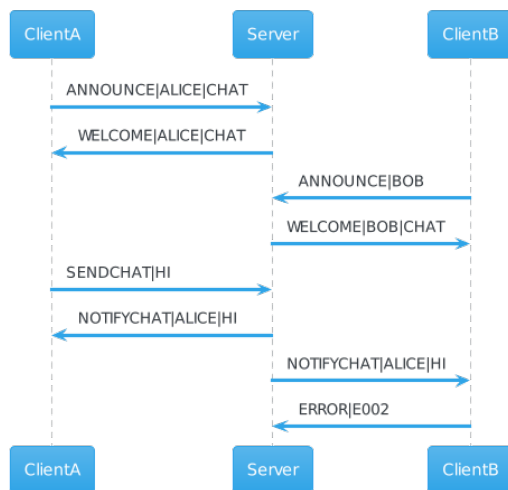 ClientA Server ClientB
ANNOUNCE|ALICE|CHAT
WELCOME|ALICE|CHAT
ANNOUNCE|BOB
WELCOME|BOB|CHAT
SENDCHAT|HI
NOTIFYCHAT|ALICE|HI
NOTIFYCHAT|ALICE|HI
ERROR|E002
ClientA Server ClientB